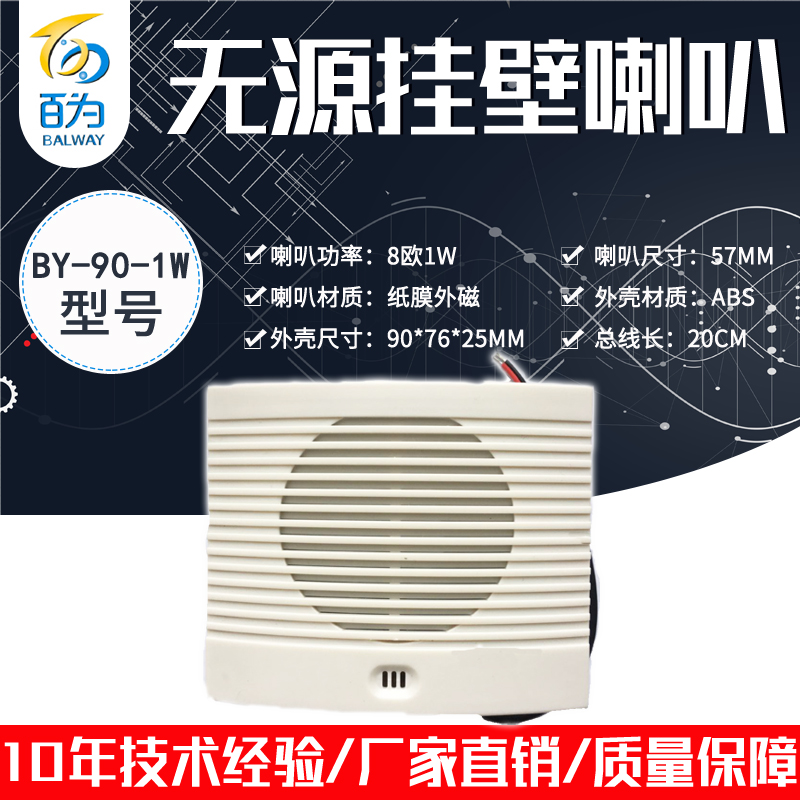 百为
BALWAY
无源挂壁喇叭
BY-90-1W
型号
喇叭功率：8欧1W
喇叭尺寸：57MM
喇叭材质：纸膜外磁
外壳材质：ABS
外壳尺寸：90*76*25MM
总线长：20CM
10年技术经验/厂家直销/质量保障